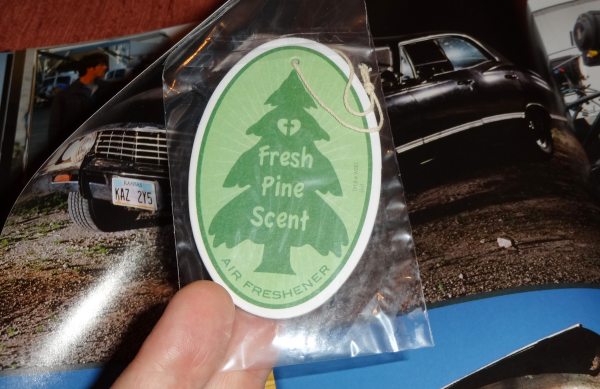 Fresh
Pine
Scent
AIR FRESHENER
KANSAS
KAZ 2Y5